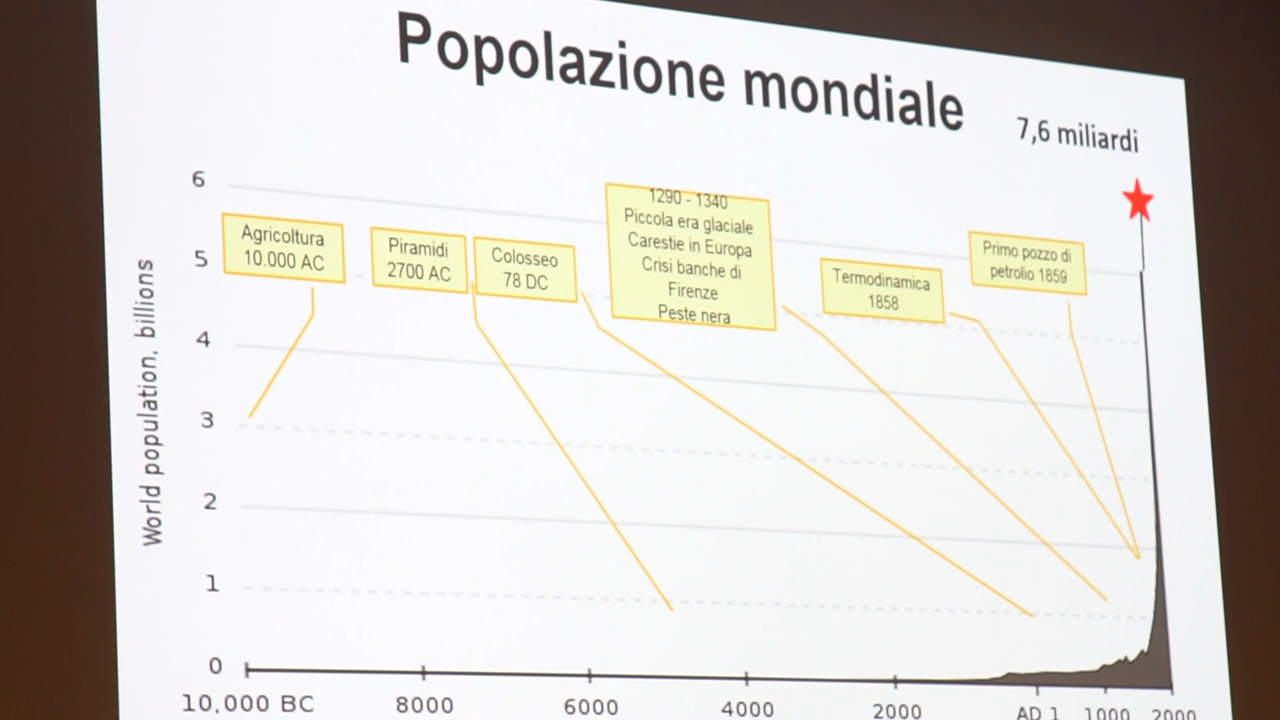 Popolazione mondiale
7,6 miliardi
World population, billions
6
5
4
3
2
1
0
Agricoltura
10.000 AC
Piramidi
2700 AC
Colosseo
78 DC
1290 - 1340
Piccola era glaciale
Carestie in Europa
Crisi banche di
Firenze
Peste nera
Termodinamica
1858
Primo pozzo di
petrolio 1859
10,000 BC
8000
6000
4000
2000
AD 1
1000
2000